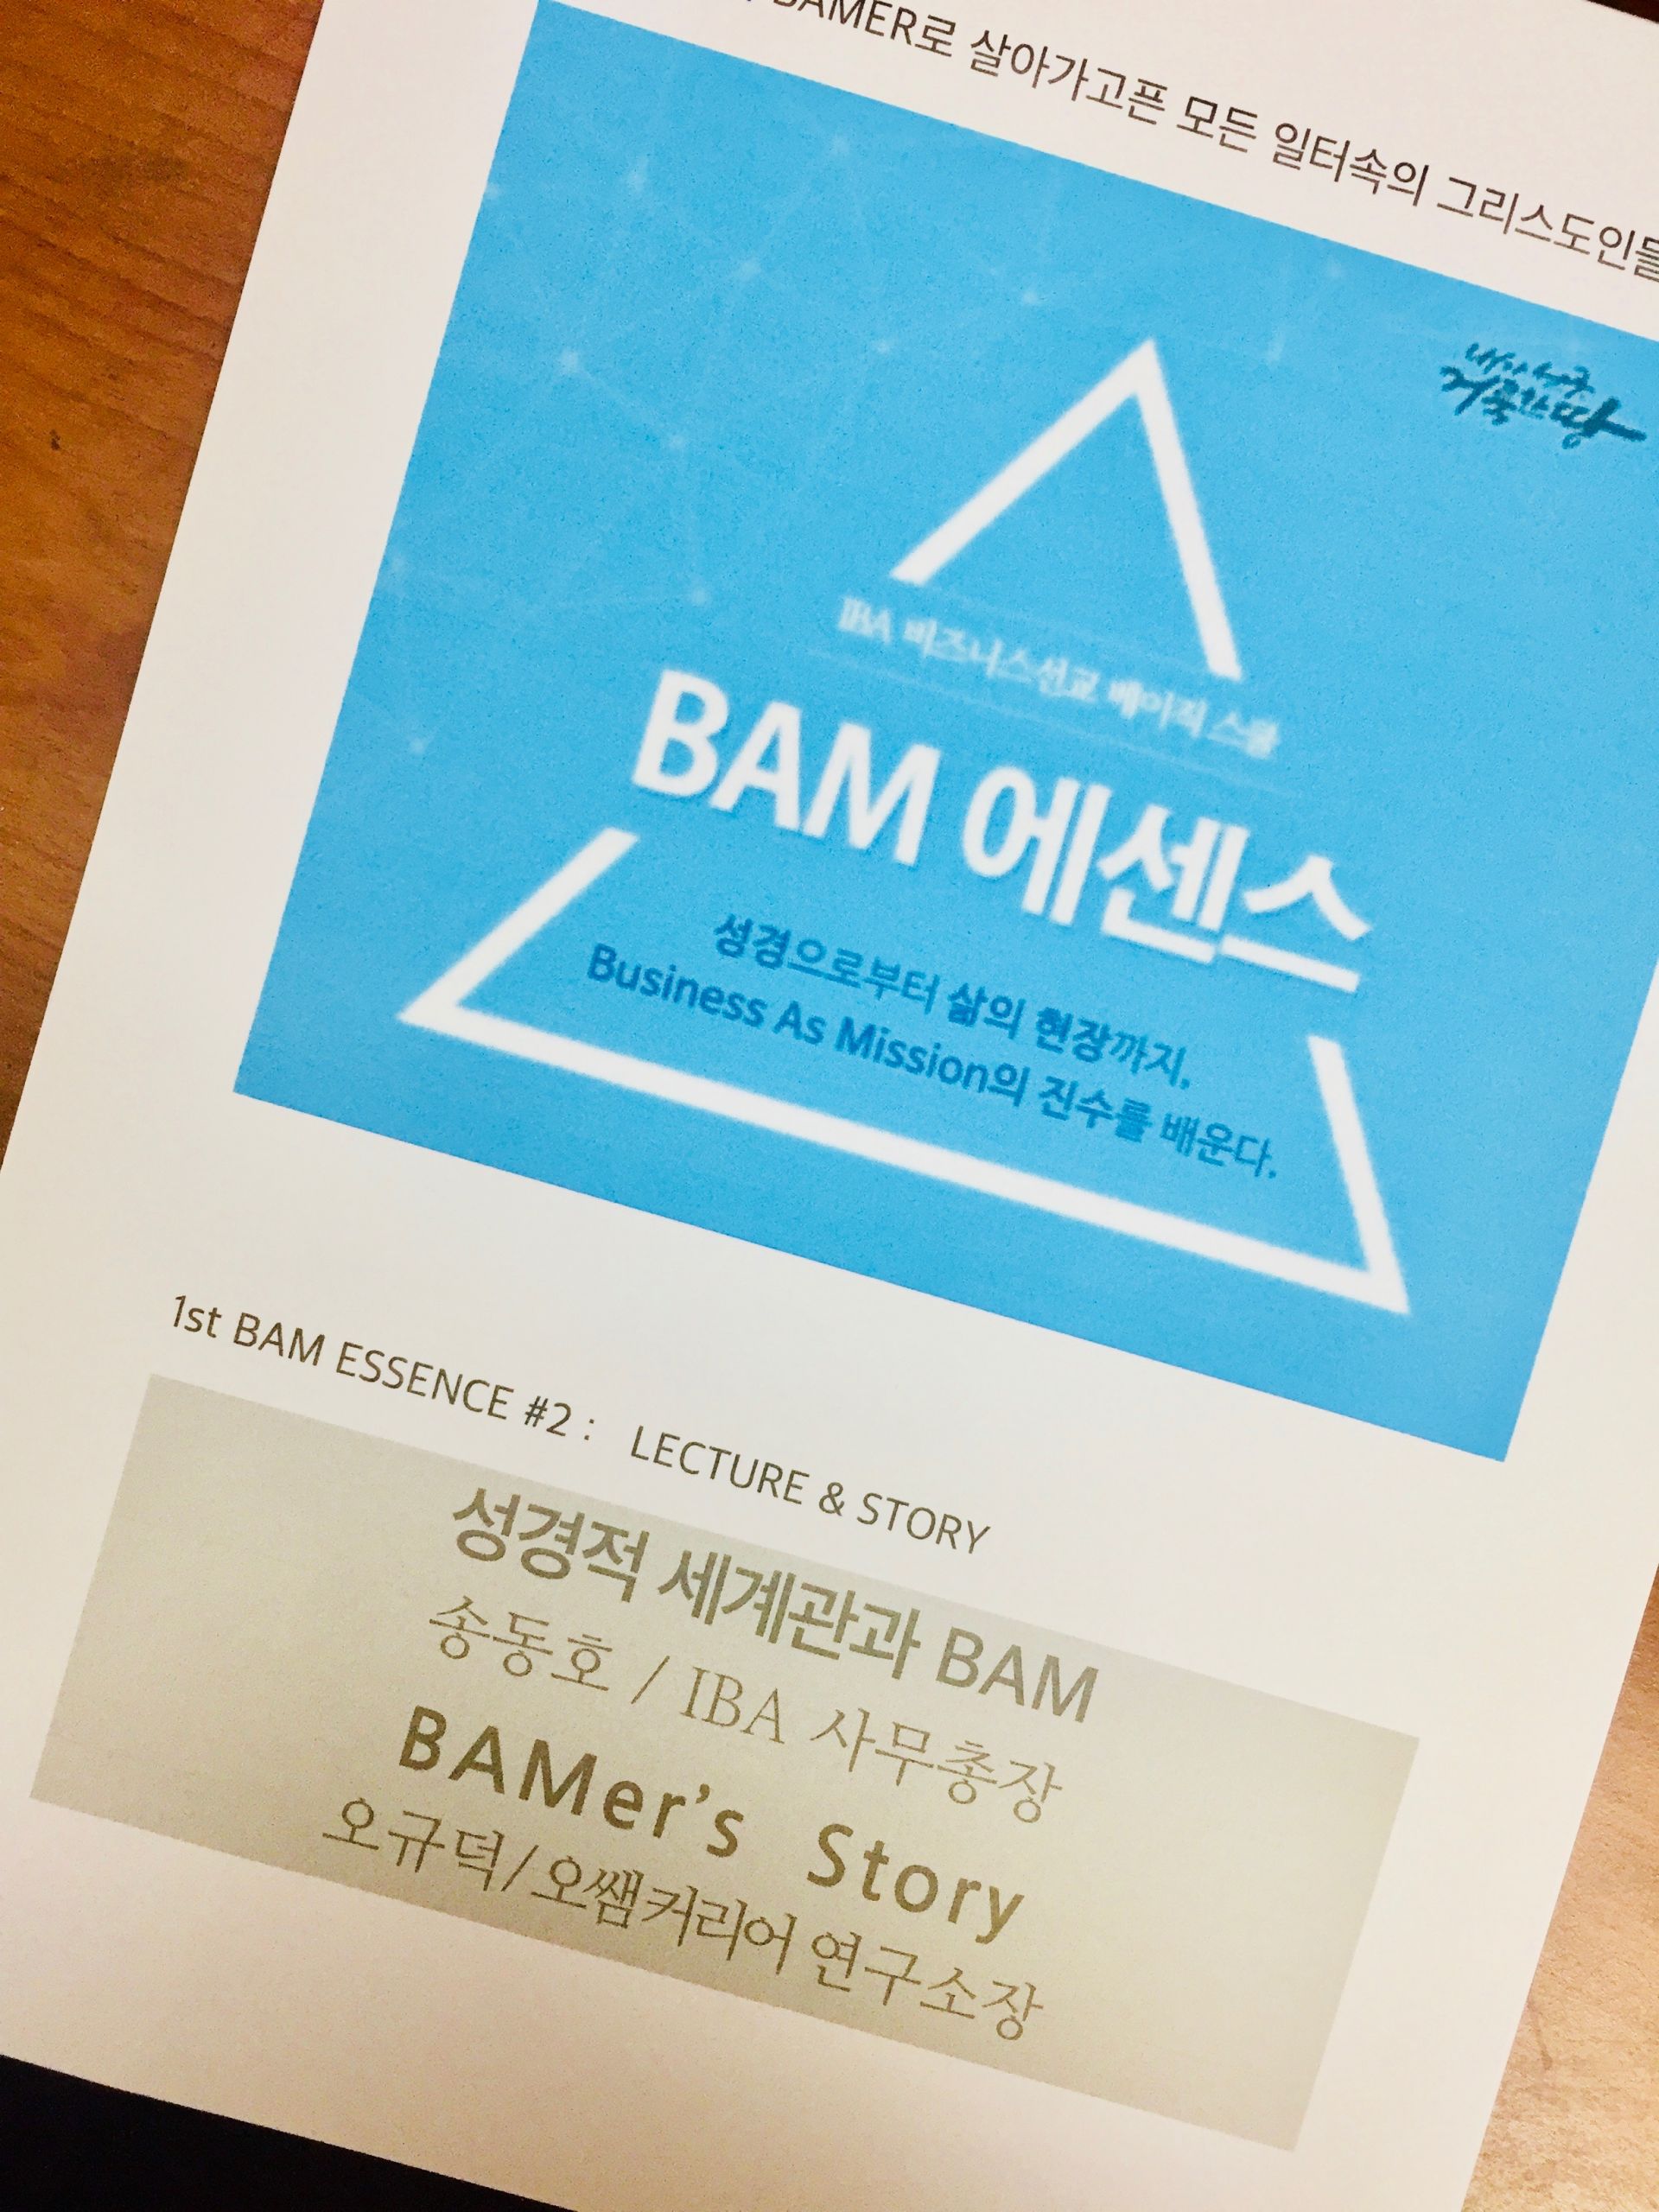 BAMER로 살아가고픈 모든 일터속의 그리스도인들
거룩한 땅
IBA 비즈니스선교 베이직 스쿨
BAM 에센스
성경으로부터 삶의 현장까지.
Business As Mission의 진수를 배운다.
1st BAM ESSENCE #2 : LECTURE & STORY
성경적 세계관과 BAM
송동호 / IBA 사무총장
BAMer’s Story
오규덕/ 오쌤커리어 연구소장